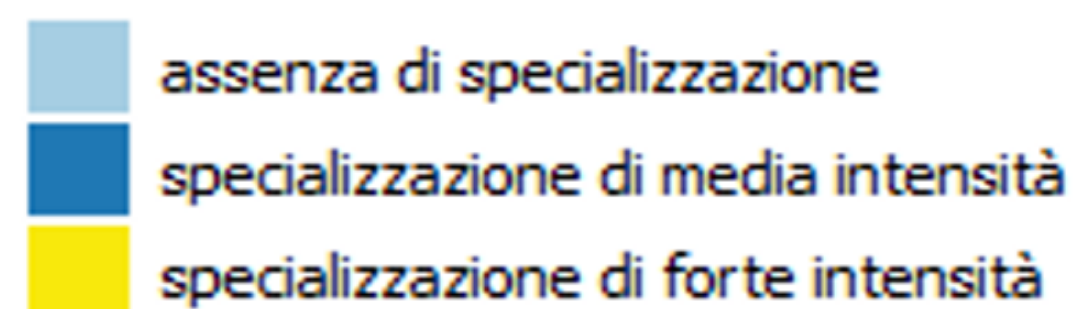 assenza di specializzazione
specializzazione di media intensità
specializzazione di forte intensità